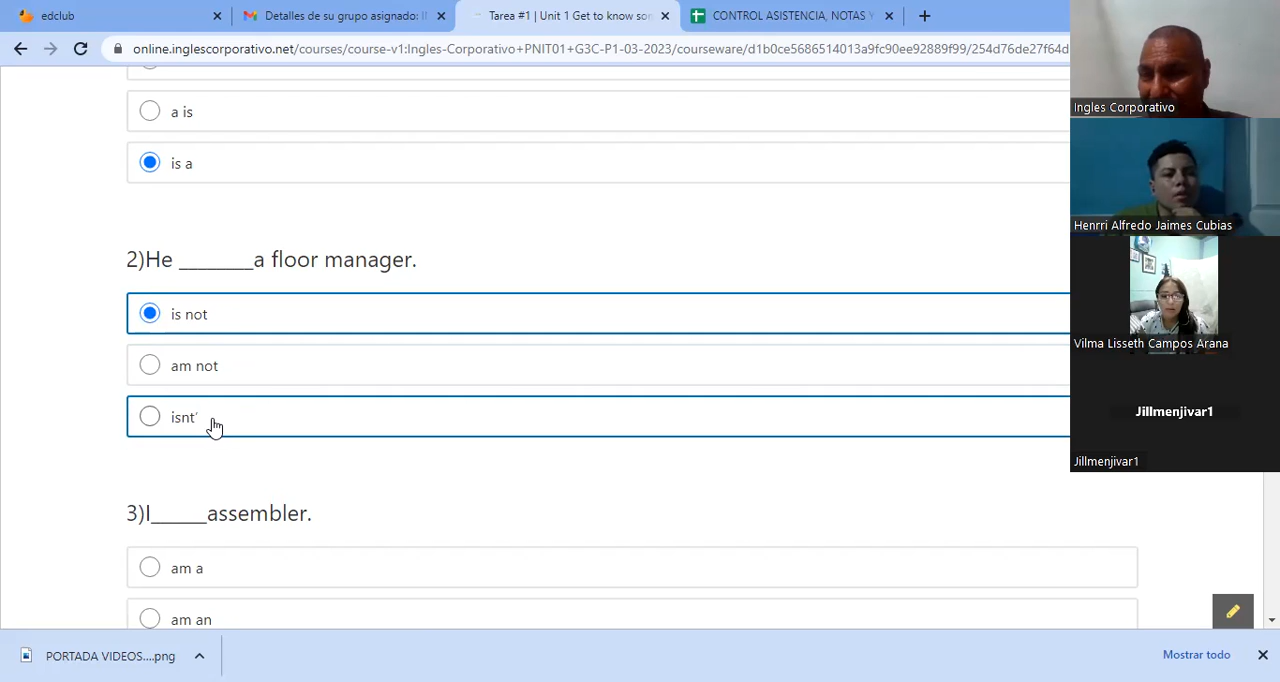 edclub
Detalles de su grupo asignado: I
Tarea #1 | Unit 1 Get to know son
CONTROL ASISTENCIA, NOTAS Y
online.inglescorporativo.net/courses/course-v1:Ingles-Corporativo+PNIT01+G3C-P1-03-2023/courseware/d1b0ce5686514013a9fc90ee92889f99/254d76de27f64d
a is
is a
2)He _______a floor manager.
is not
am not
isnt'
3)I_____assembler.
am a
am an
Ingles Corporativo
Henrri Alfredo Jaimes Cubias
Vilma Lisseth Campos Arana
Jillmenjivar1
Jillmenjivar1
PORTADA VIDEOS....png
Mostrar todo